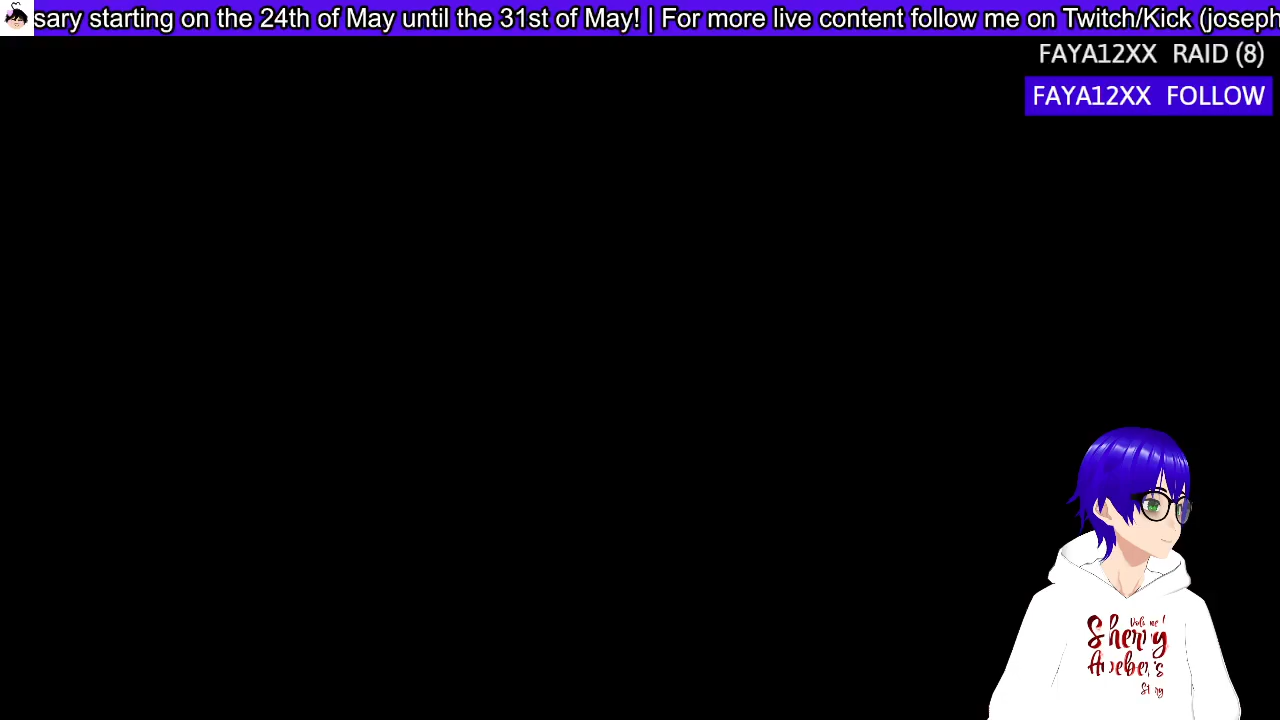 sary starting on the 24th of May until the 31st of May! | For more live content follow me on Twitch/Kick (joseph
FAYA12XX RAID (8)
FAYA12XX FOLLOW
Sherry
Story